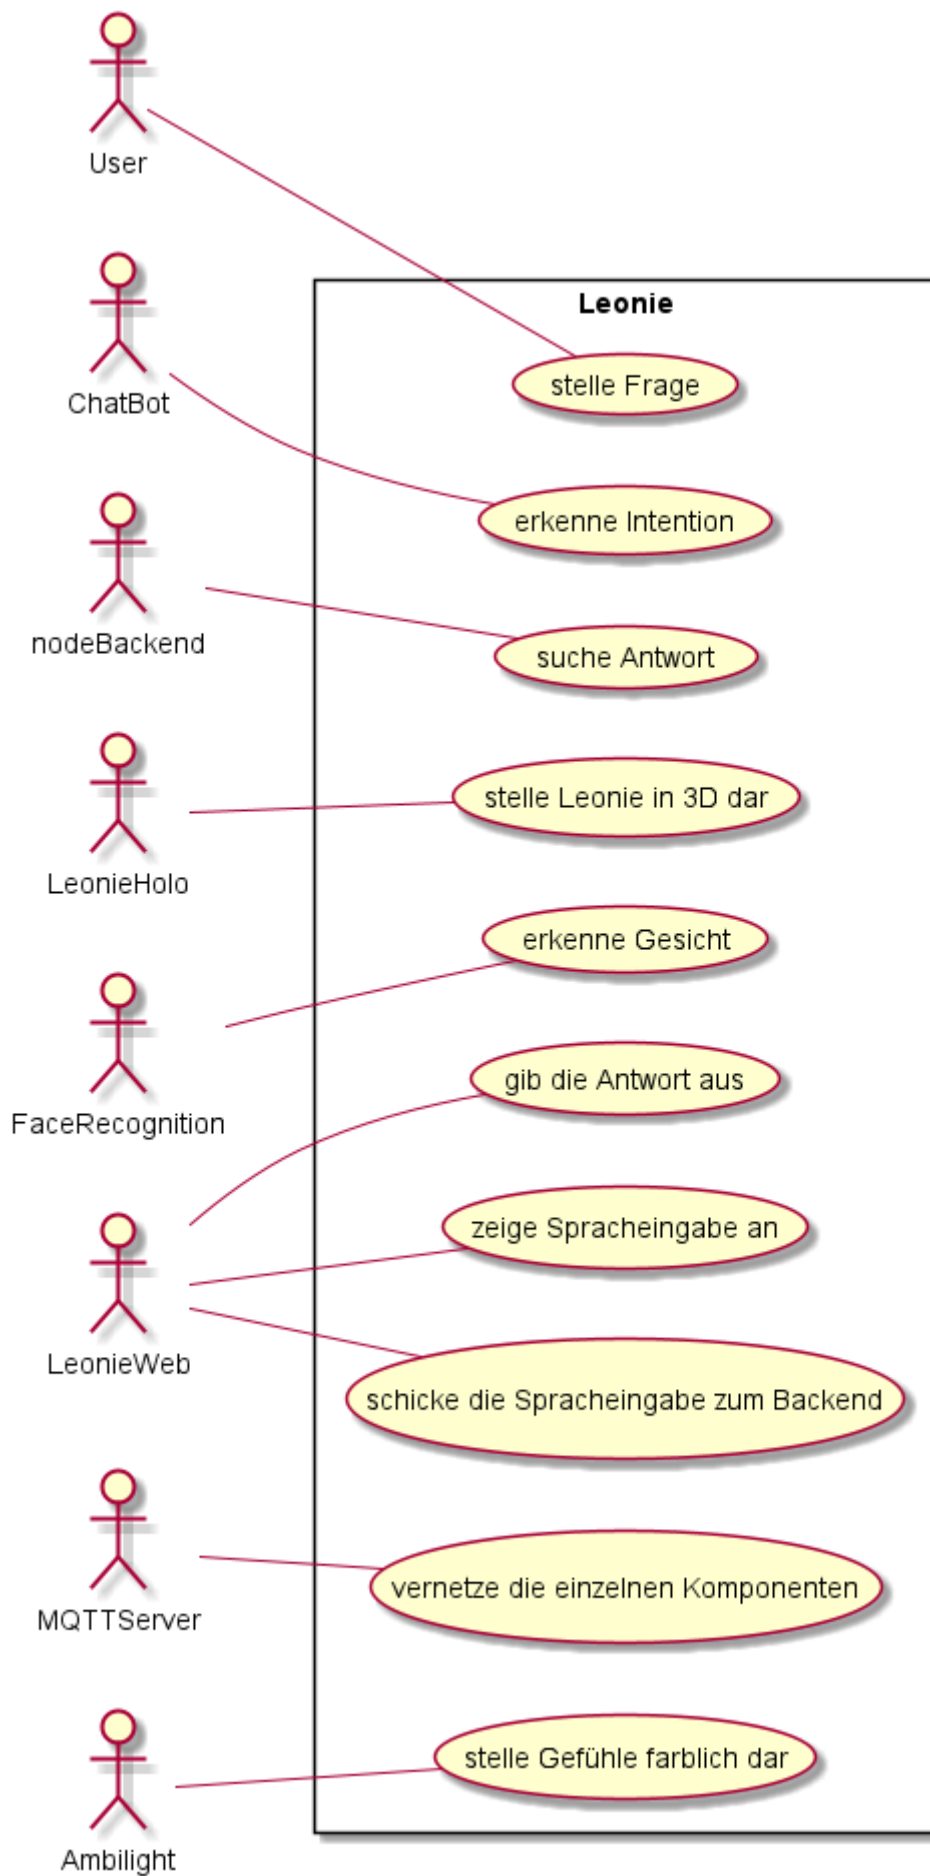 User
Leonie
stelle Frage
ChatBot
erkenne Intention
nodeBackend
suche Antwort
LeonieHolo
stelle Leonie in 3D dar
erkenne Gesicht
FaceRecognition
gib die Antwort aus
zeige Spracheingabe an
LeonieWeb
schicke die Spracheingabe zum Backend
MQTTServer
vernetze die einzelnen Komponenten
stelle Gefühle farblich dar
Ambilight